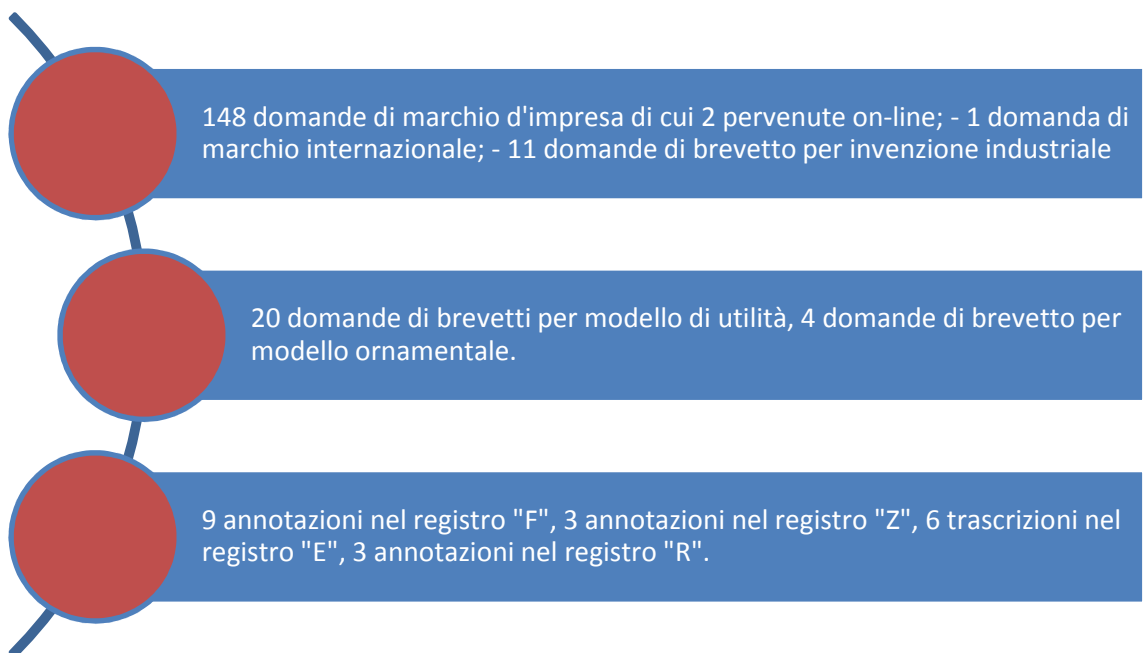 148 domande di marchio d'impresa di cui 2 pervenute on-line; - 1 domanda di
marchio internazionale; - 11 domande di brevetto per invenzione industriale
20 domande di brevetti per modello di utilità, 4 domande di brevetto per
modello ornamentale.
9 annotazioni nel registro "F", 3 annotazioni nel registro "Z", 6 trascrizioni nel
registro "E", 3 annotazioni nel registro "R".